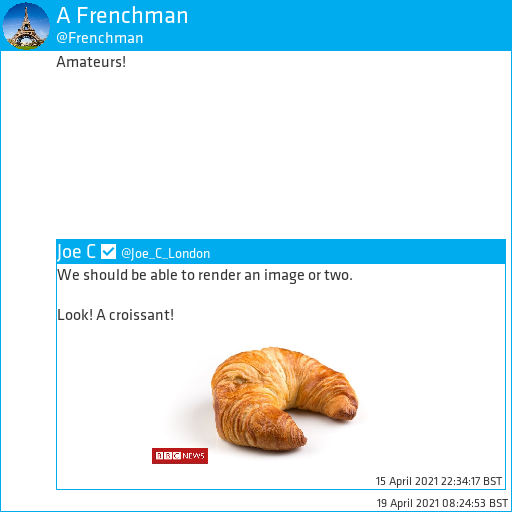 A Frenchman
@Frenchman
Amateurs!
Joe C @Joe_C_London
We should be able to render an image or two.
Look! A croissant!
BBC NEWS
15 April 2021 22:34:17 BST
19 April 2021 08:24:53 BST